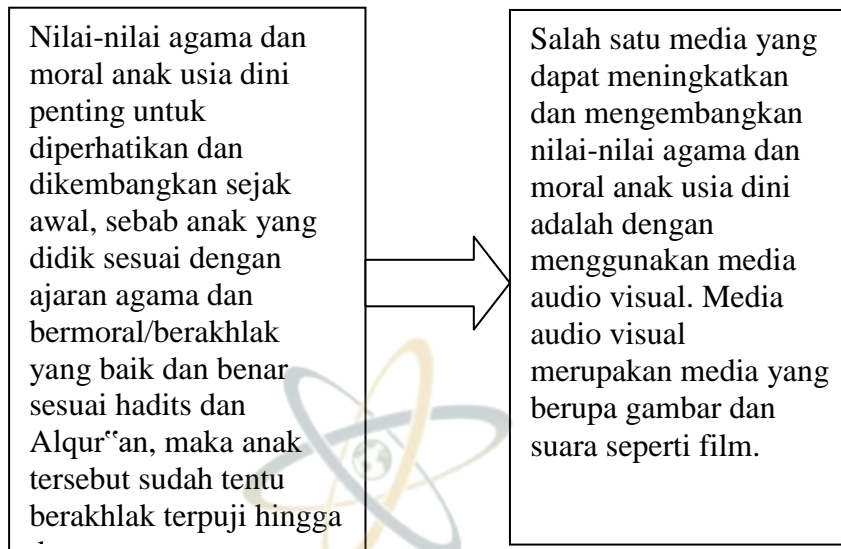 Nilai-nilai agama dan
moral anak usia dini
penting untuk
diperhatikan dan
dikembangkan sejak
awal, sebab anak yang
didik sesuai dengan
ajaran agama dan
bermoral/berakhlak
yang baik dan benar
sesuai hadits dan
Alqur‟an, maka anak
tersebut sudah tentu
berakhlak terpuji hingga
Salah satu media yang
dapat meningkatkan
dan mengembangkan
nilai-nilai agama dan
moral anak usia dini
adalah dengan
menggunakan media
audio visual. Media
audio visual
merupakan media yang
berupa gambar dan
suara seperti film.